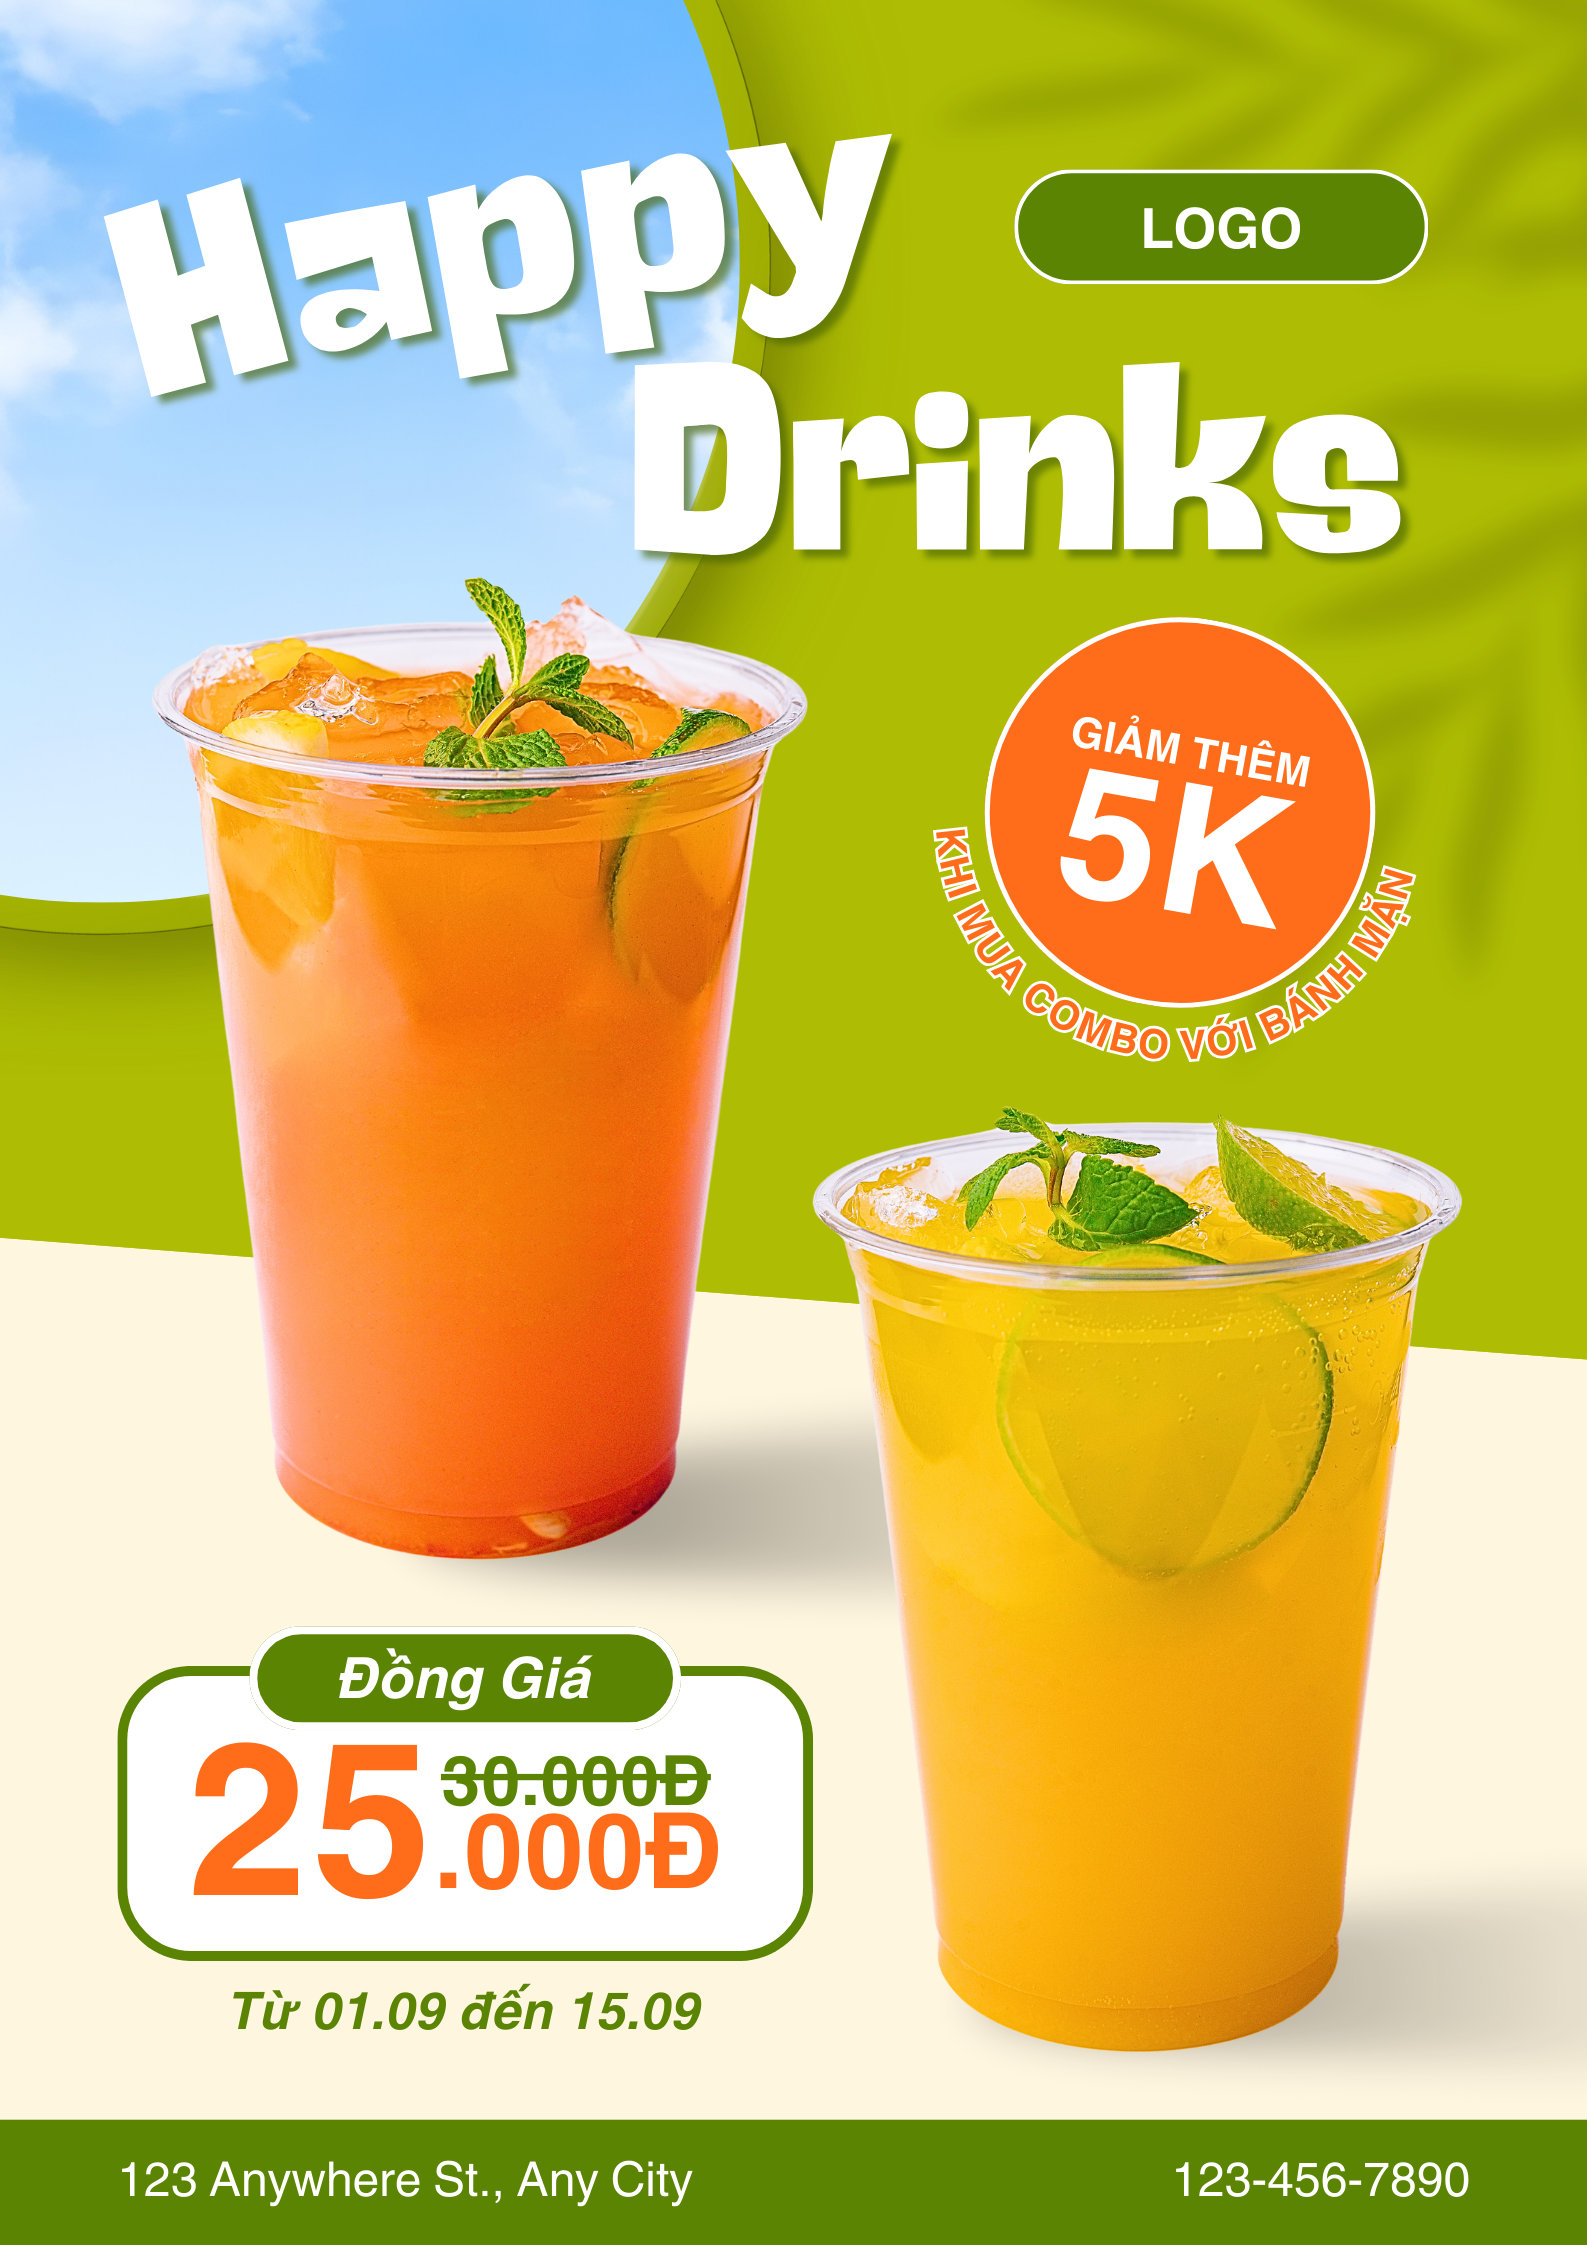 Happy
Drinks
LOGO
GIẢM THÊM
5K
KHI MUA COMBO VỚI BÁNH MẶN
Đồng Giá
30.000Đ
25.000Đ
Từ 01.09 đến 15.09
123 Anywhere St., Any City
123-456-7890